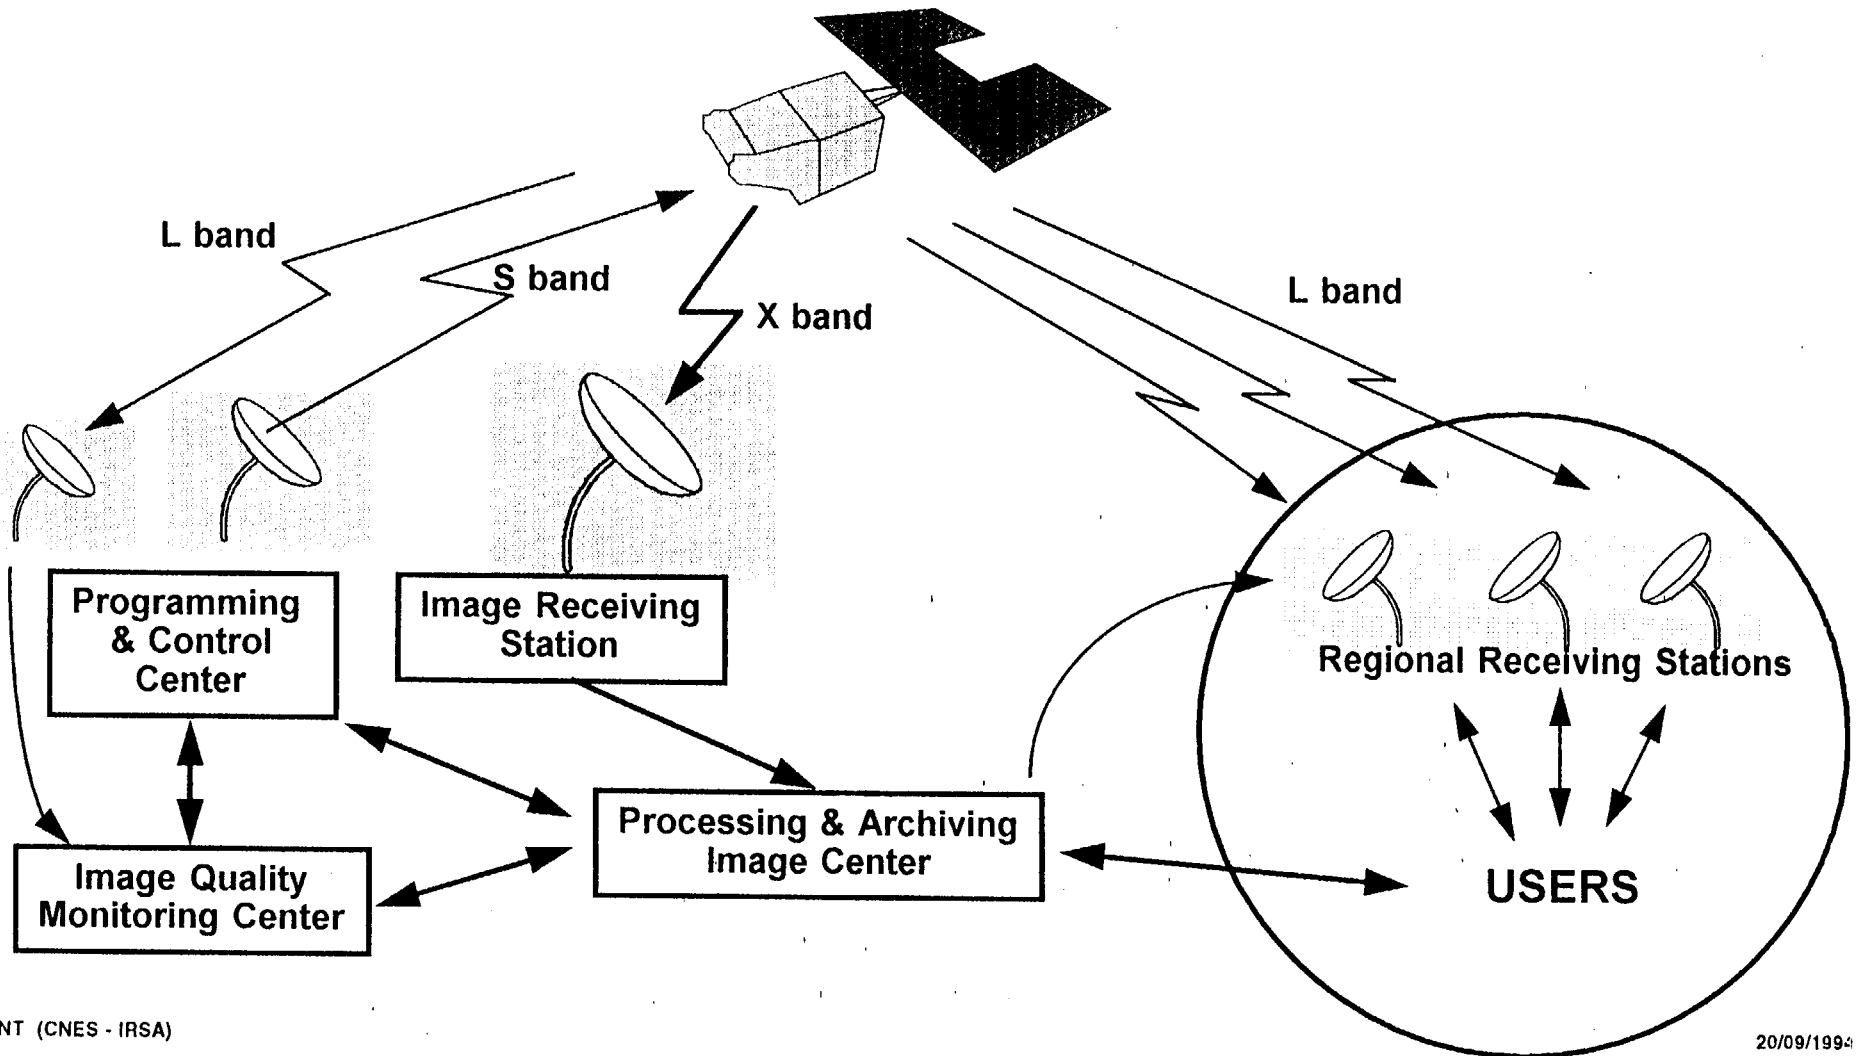 L band
S band
X band
L band
Programming
& Control
Center
Image Receiving
Station
Regional Receiving Stations
Processing & Archiving
Image Center
Image Quality
Monitoring Center
USERS
NT (CNES - IRSA)
20/09/1994